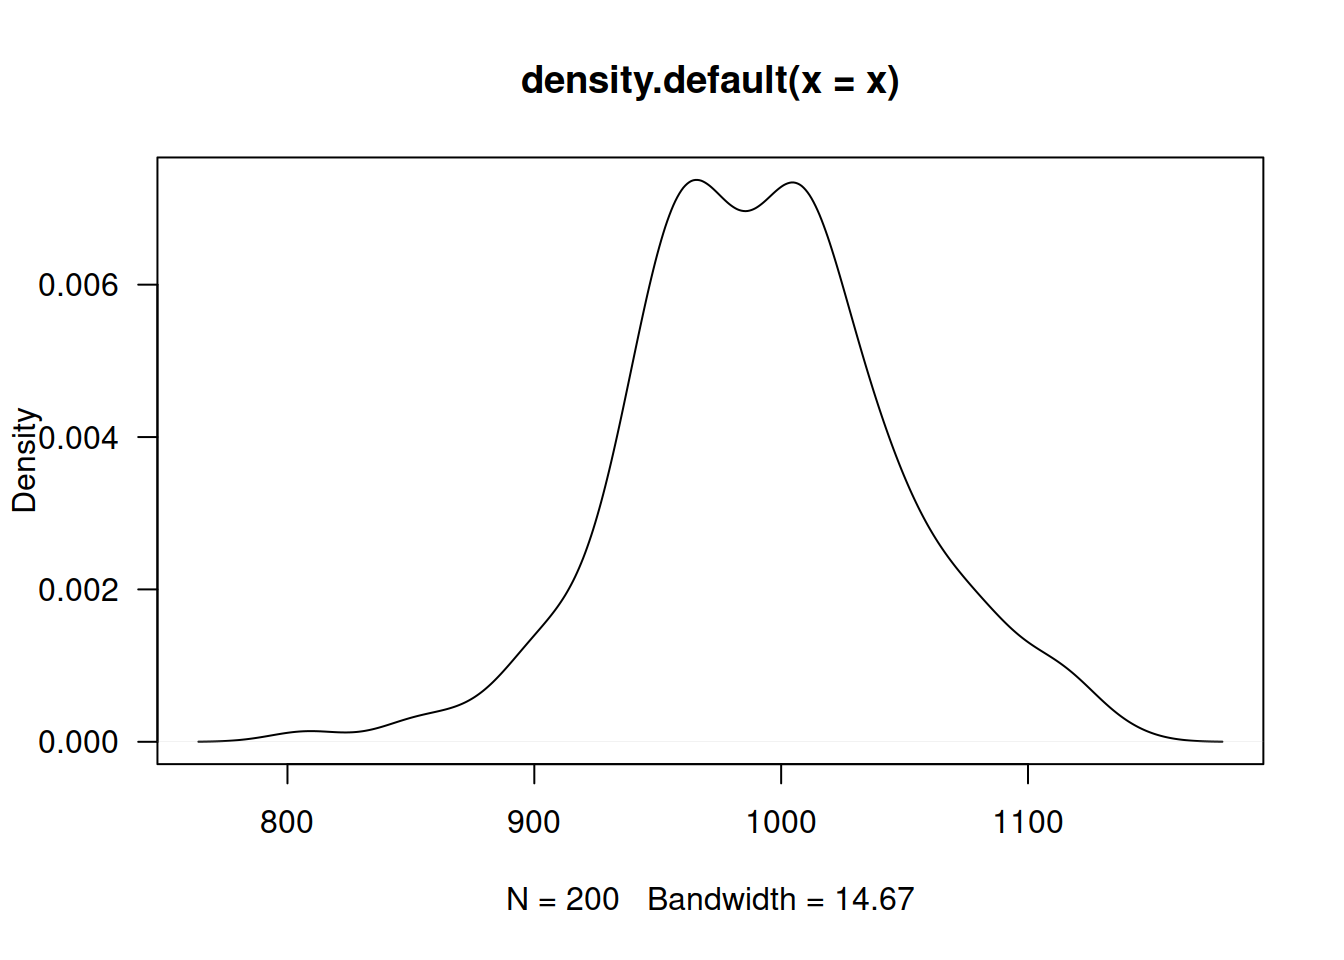 density.default(x = x)
Density
0.006
0.004
0.002
0.000
800 900 1000 1100
N = 200 Bandwidth = 14.67